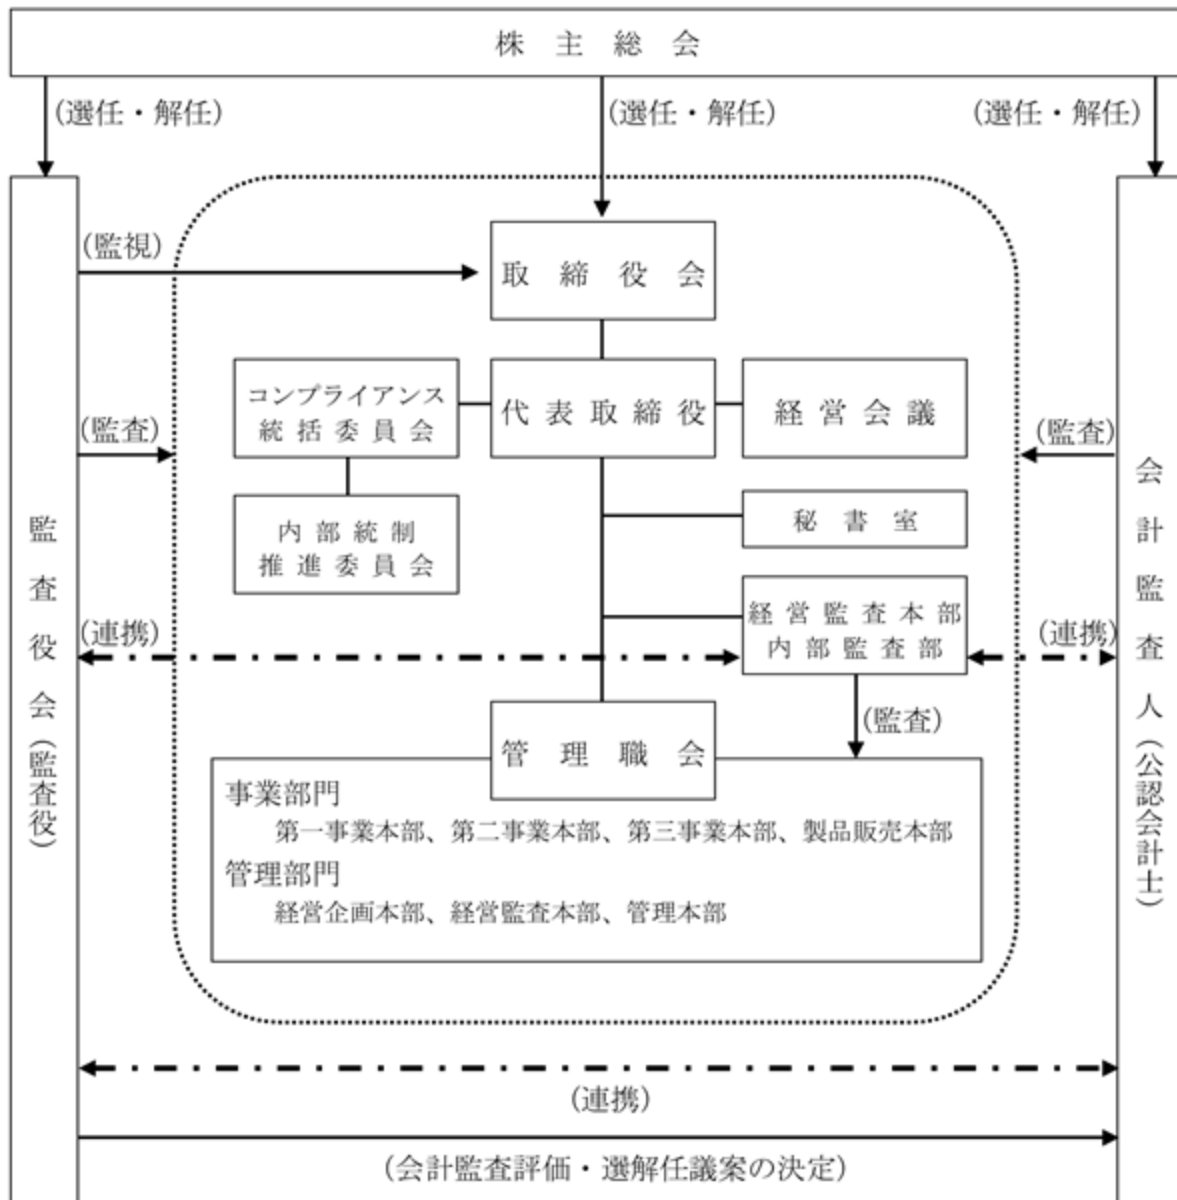 株主総会
(選任・解任)
(選任・解任)
(選任・解任)
(監視)
取締役会
コンプライアンス
統括委員会
代表取締役
経営会議
(監査)
(監査)
内部統制
推進委員会
秘書室
経営監査本部
内部監査部
(連携)
(連携)
(監査)
監査役会(監査役)
会計監査人(公認会計士)
管理職会
事業部門
第一事業本部、第二事業本部、第三事業本部、製品販売本部
管理部門
経営企画本部、経営監査本部、管理本部
(連携)
(会計監査評価・選解任議案の決定)